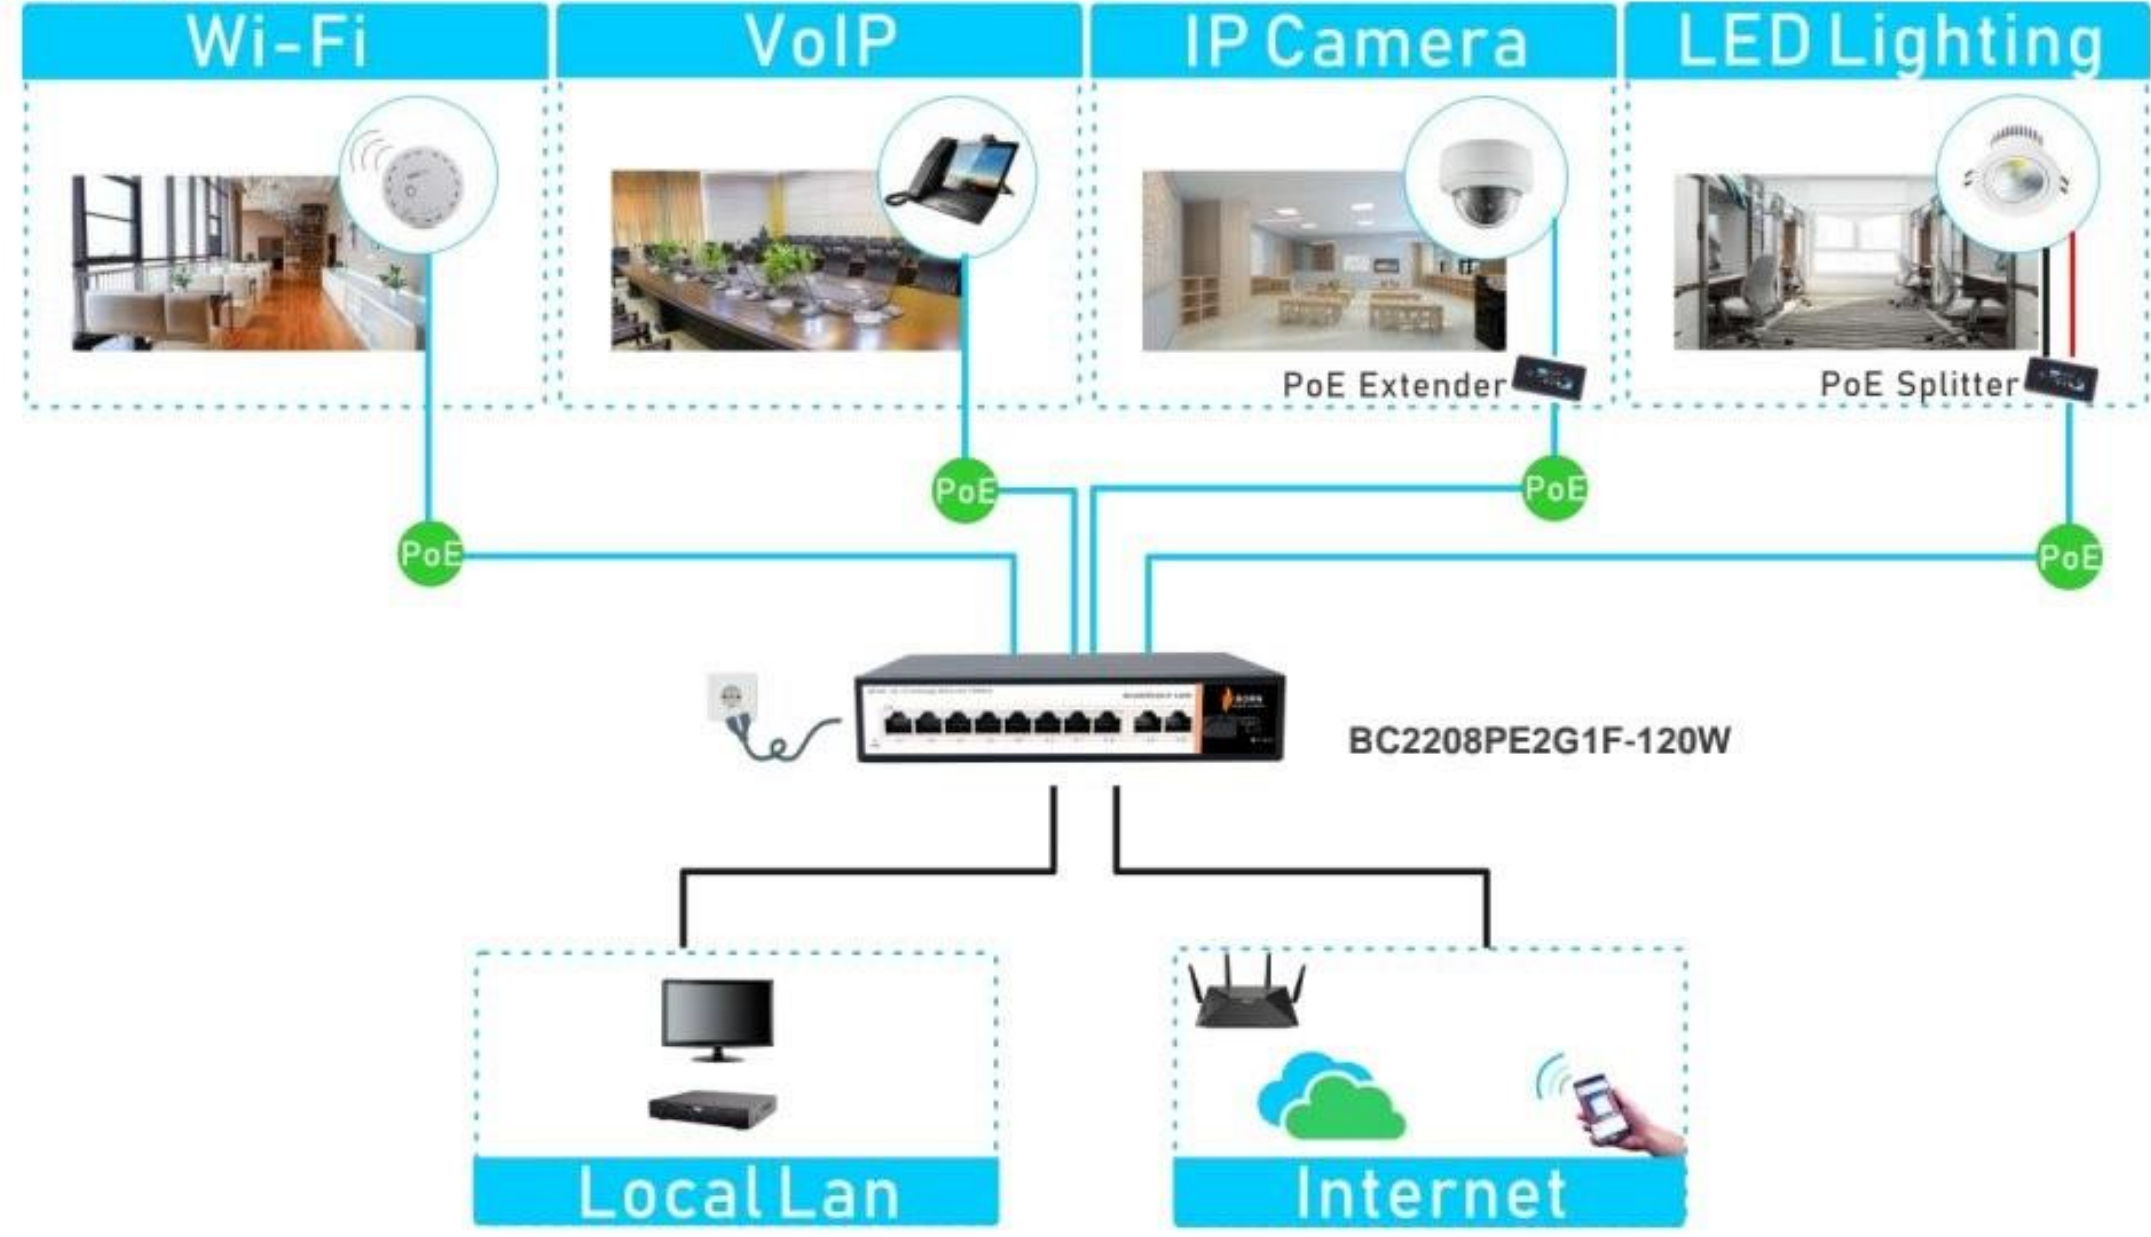 Wi-Fi
VoIP
IP Camera
LED Lighting
PoE Extender
PoE Splitter
PoE
PoE
PoE
PoE
BORN
BC2208PE2G1F-120W
Local Lan
Internet